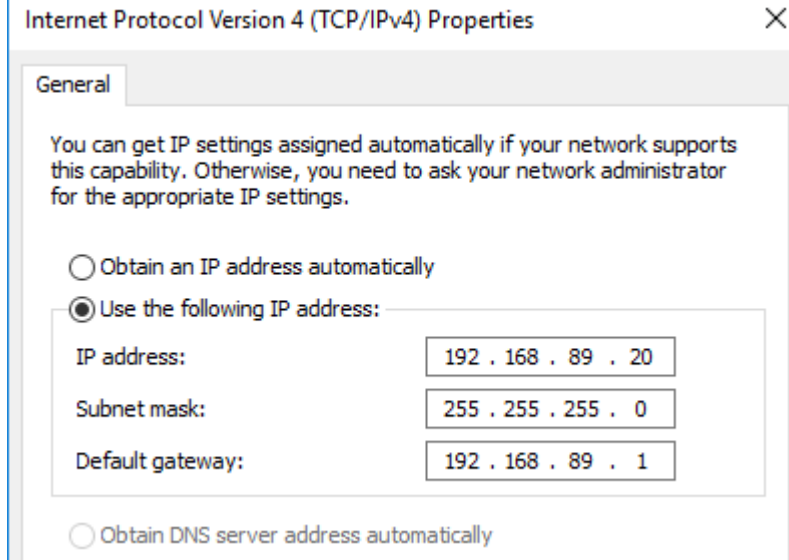 Internet Protocol Version 4 (TCP/IPv4) Properties
General
You can get IP settings assigned automatically if your network supports
this capability. Otherwise, you need to ask your network administrator
for the appropriate IP settings.
Obtain an IP address automatically
Use the following IP address:
IP address: 192 . 168 . 89 . 20
Subnet mask: 255 . 255 . 255 . 0
Default gateway: 192 . 168 . 89 . 1
Obtain DNS server address automatically